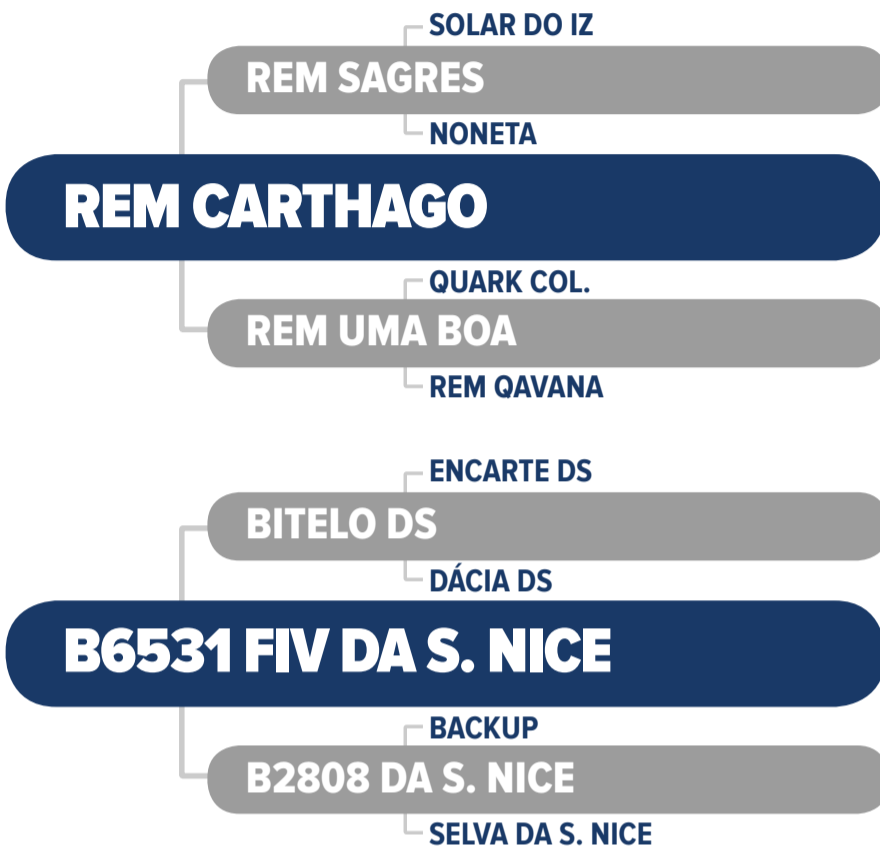 SOLAR DO IZ
REM SAGRES
NONETA
REM CARTHAGO
QUARK COL.
REM UMA BOA
REM QAVANA
ENCARTE DS
BITELO DS
DÁCIA DS
B6531 FIV DA S. NICE
BACKUP
B2808 DA S. NICE
SELVA DA S. NICE